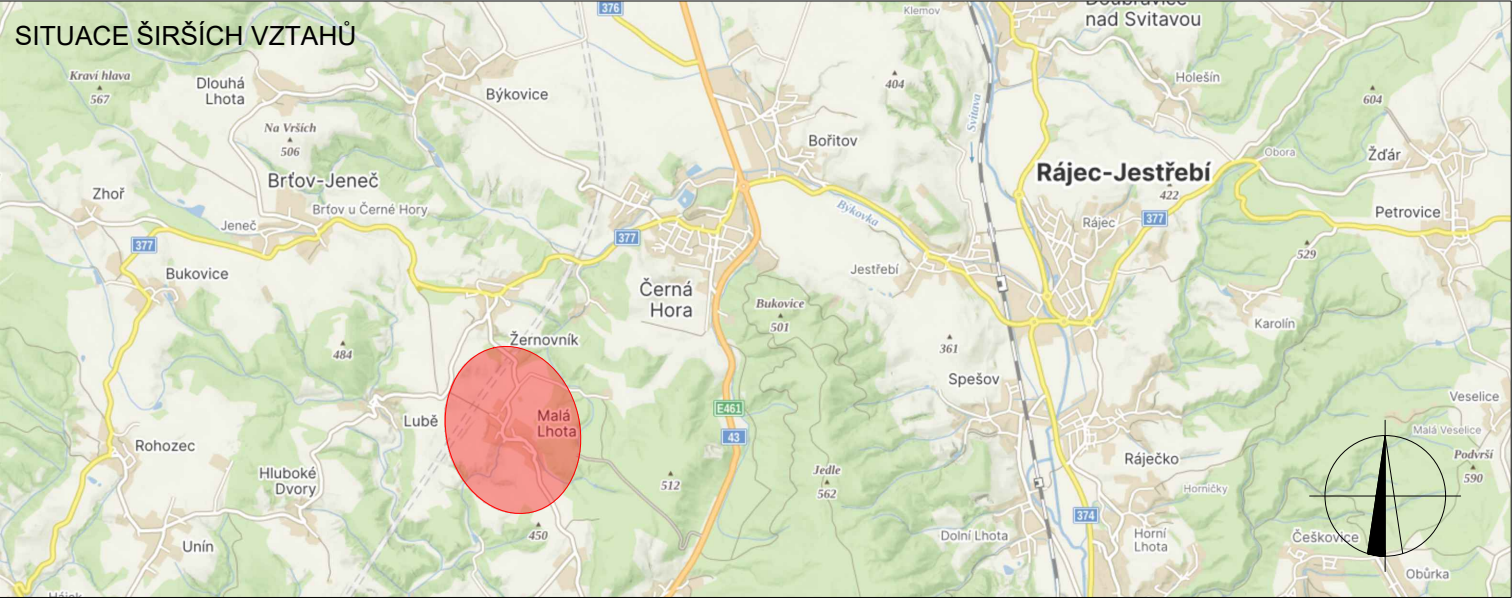 SITUACE ŠIRŠÍCH VZTAHŮ
376
Klemov
nad Svitavou
Kraví hlava
567
Dlouhá
Lhota
Býkovice
404
Holešín
604
Svitava
Na Vrších
506
Bořitov
Obora
Žďár
Brťov-Jeneč
Rájec-Jestřebí
422
Zhoř
Jeneč
Brťov u Černé Hory
Býkovka
Rájec
377
Petrovice
377
377
529
Bukovice
Jestřebí
Černá
Hora
Bukovice
501
Karolín
Žernovník
484
361
Spešov
Veselice
E461
Lubě
Malá
Lhota
43
Malá Veselice
Rohozec
Ráječko
Podvrší
590
Hluboké
Dvory
512
Jedle
562
Horničky
374
450
Dolní Lhota
Horní
Lhota
Češkovice
Unín
Obůrka